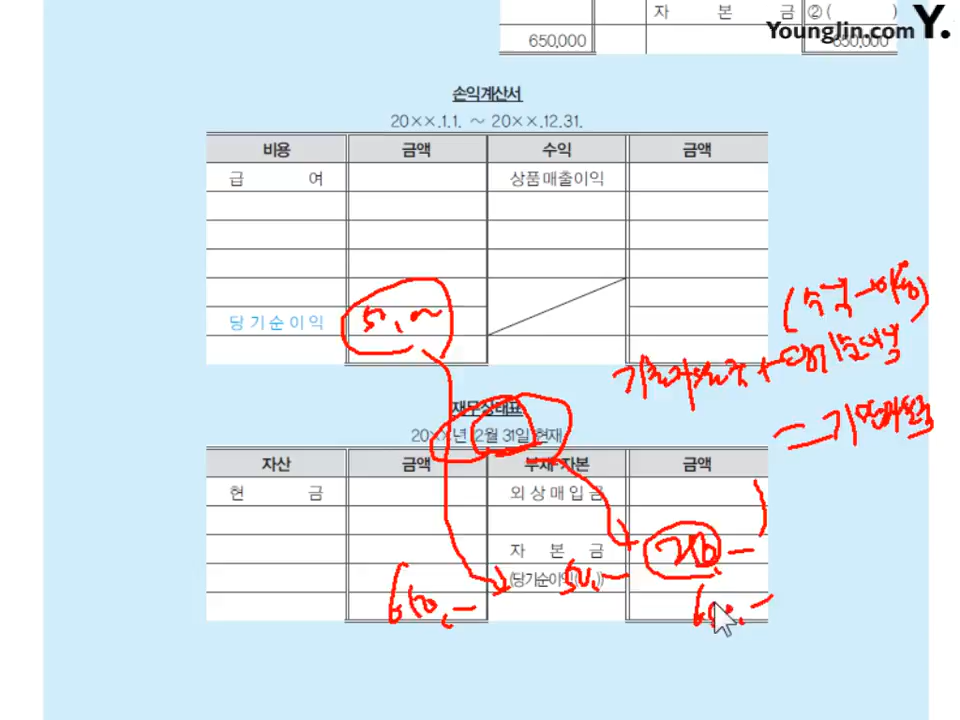 자 본 금 ②( )
YoungJin.com Y.
650,000 650,000
손익계산서
20××.1.1. ~ 20××.12.31.
비용 금액 수익 금액
급 여 상품매출이익
당기순이익 50,
(수익-비용)
기초자본금+당기순이익
=기말자본금
재무상태표
20××년 12월 31일 현재
자산 금액 부채·자본 금액
현 금 외상매입금
자 본 금
(당기순이익 50,-)
650,- 650,-